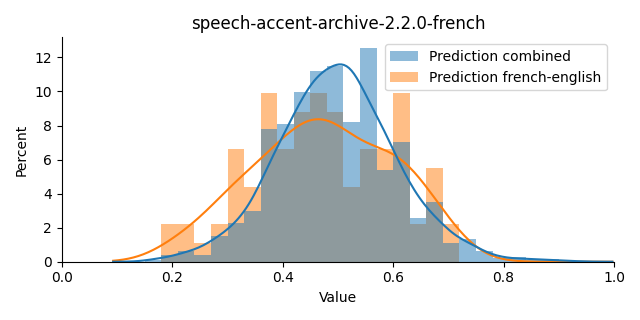 speech-accent-archive-2.2.0-french
Prediction combined
Prediction french-english
Percent
12
10
8
6
4
2
0
0.0 0.2 0.4 0.6 0.8 1.0
Value